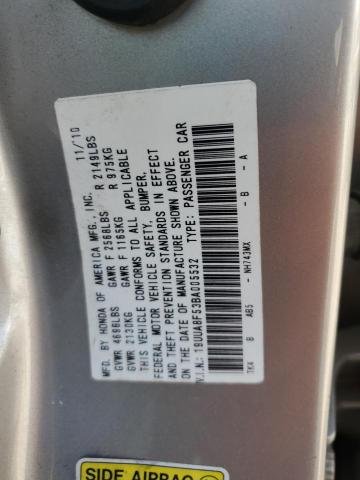 MFD. BY HONDA OF AMERICA MFG., INC. 11/10
GVWR 4696LBS GAWR F 2568LBS R 2149LBS
GVWR 2130KG GAWR F 1165KG R 975KG
THIS VEHICLE CONFORMS TO ALL APPLICABLE
FEDERAL MOTOR VEHICLE SAFETY, BUMPER,
AND THEFT PREVENTION STANDARDS IN EFFECT
ON THE DATE OF MANUFACTURE SHOWN ABOVE.
V.I.N.: 19UUA8F53BA005532 TYPE: PASSENGER CAR
TK4 B AB5 - NH743MX - B - A
SIDE AIRBAG